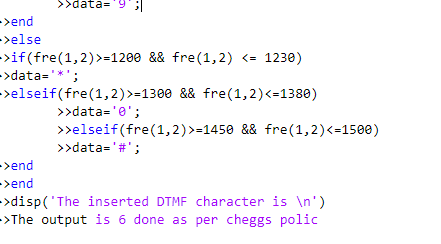 >>data='9';
>>end
>>else
>>if(fre(1,2)>=1200 && fre(1,2) <= 1230)
>>data='*';
>>elseif(fre(1,2)>=1300 && fre(1,2)<=1380)
>>data='0';
>>elseif(fre(1,2)>=1450 && fre(1,2)<=1500)
>>data='#';
>>end
>>end
>>disp('The inserted DTMF character is \n')
>>The output is 6 done as per cheggs polic